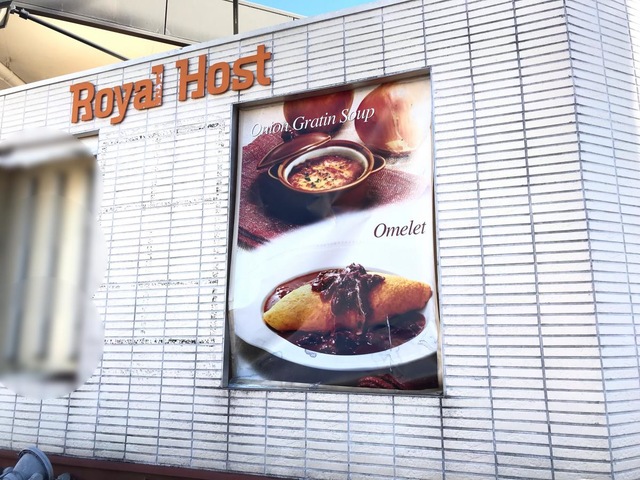 Royal Host
Onion Gratin Soup
Omelet